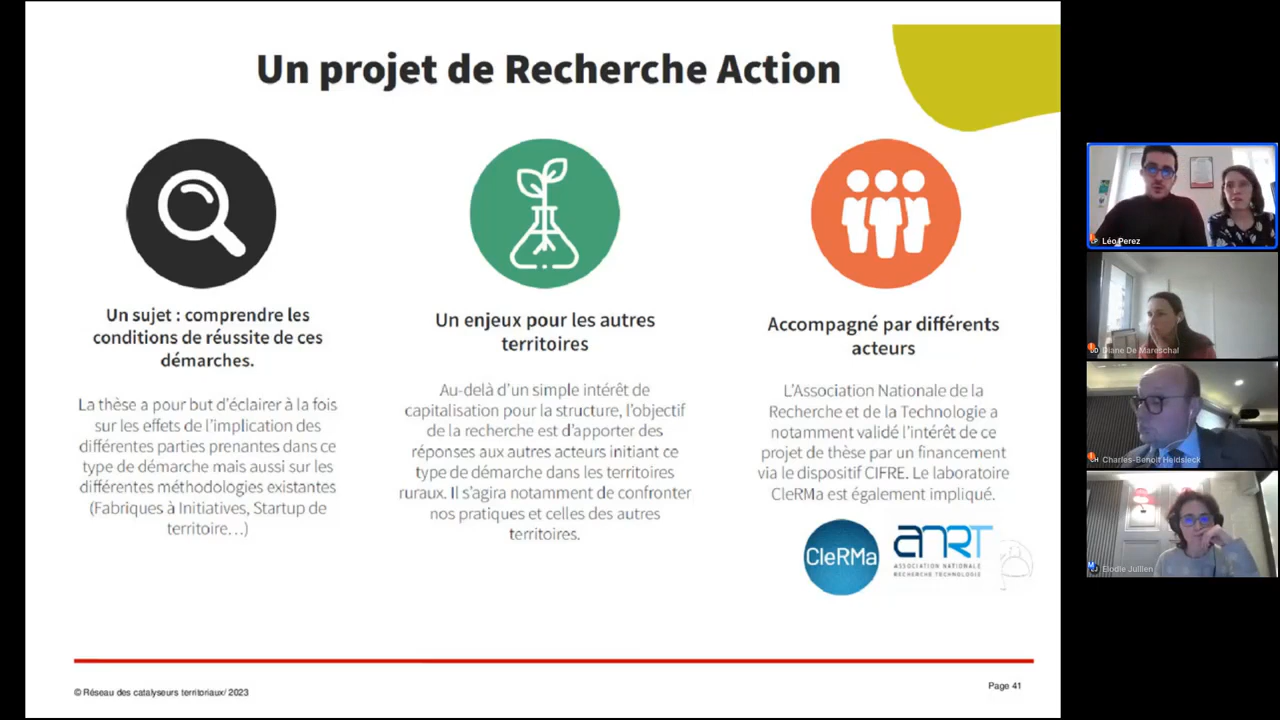 Un projet de Recherche Action
Un sujet : comprendre les
conditions de réussite de ces
démarches.
La thèse a pour but d'éclairer à la fois
sur les effets de l'implication des
différentes parties prenantes dans ce
type de démarche mais aussi sur les
différentes méthodologies existantes
(Fabriques à Initiatives, Startup de
territoire…)
Un enjeux pour les autres
territoires
Au-delà d'un simple intérêt de
capitalisation pour la structure, l'objectif
de la recherche est d'apporter des
réponses aux autres acteurs initiant ce
type de démarche dans les territoires
ruraux. Il s'agira notamment de confronter
nos pratiques et celles des autres
territoires.
Accompagné par différents
acteurs
L'Association Nationale de la
Recherche et de la Technologie a
notamment validé l'intérêt de ce
projet de thèse par un financement
via le dispositif CIFRE. Le laboratoire
CleRMa est également impliqué.
CleRMa
ANRT
ASSOCIATION NATIONALE
RECHERCHE TECHNOLOGIE
© Réseau des catalyseurs territoriaux/ 2023
Page 41
Léo Perez
Diane De Mareschal
Charles-Benoit Heidsieck
Élodie Jullien